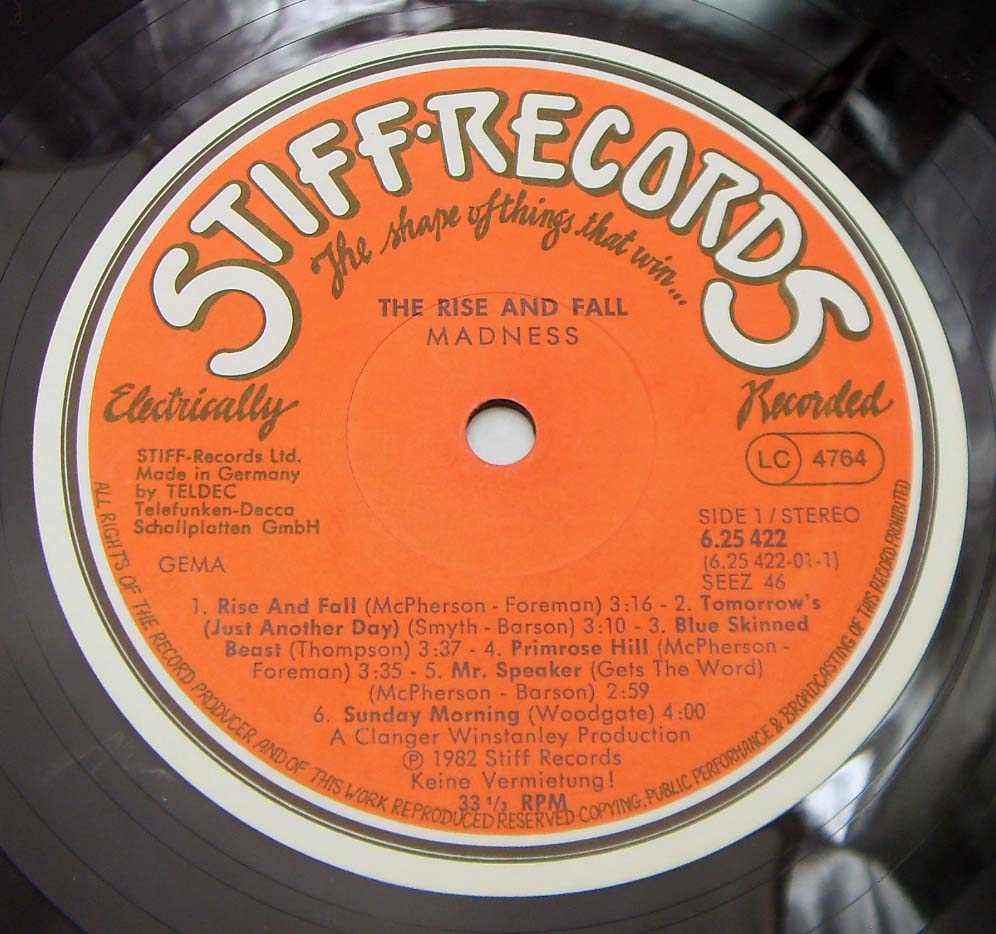 STIFF·RECORDS
The shape of things that win...
THE RISE AND FALL
MADNESS
Electrically
Recorded
STIFF-Records Ltd.
Made in Germany
by TELDEC
Telefunken-Decca
Schallplatten GmbH
GEMA
LC 4764
SIDE 1 / STEREO
6.25 422
(6.25 422-01-1)
SEEZ 46
1. Rise And Fall (McPherson - Foreman) 3:16 - 2. Tomorrow's
(Just Another Day) (Smyth - Barson) 3:10 - 3. Blue Skinned
Beast (Thompson) 3:37 - 4. Primrose Hill (McPherson -
Foreman) 3:35 - 5. Mr. Speaker (Gets The Word)
(McPherson - Barson) 2:59
6. Sunday Morning (Woodgate) 4:00
A Clanger Winstanley Production
℗ 1982 Stiff Records
Keine Vermietung!
33 1/3 RPM
ALL RIGHTS OF THE RECORD PRODUCER AND OF THIS WORK REPRODUCED RESERVED·COPYING, PUBLIC PERFORMANCE & BROADCASTING OF THIS RECORD PROHIBITED